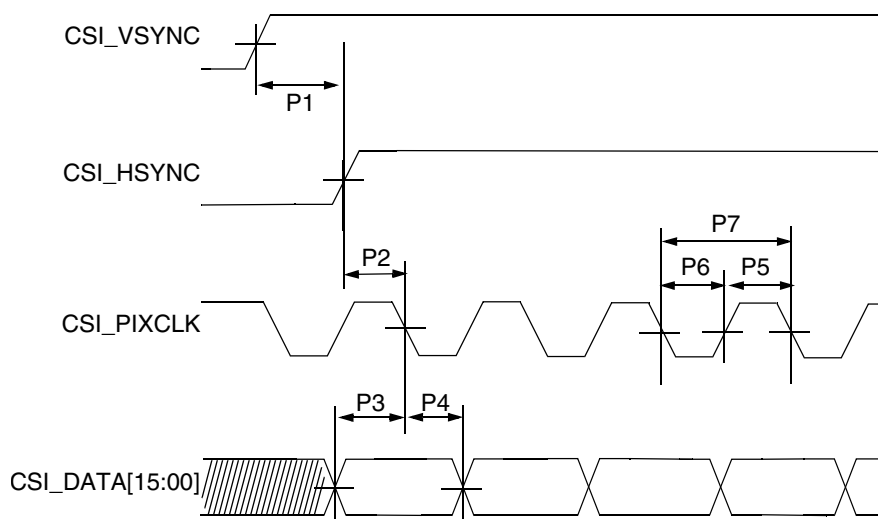 CSI_VSYNC
P1
CSI_HSYNC
P7
P2
P6
P5
CSI_PIXCLK
P3
P4
CSI_DATA[15:00]